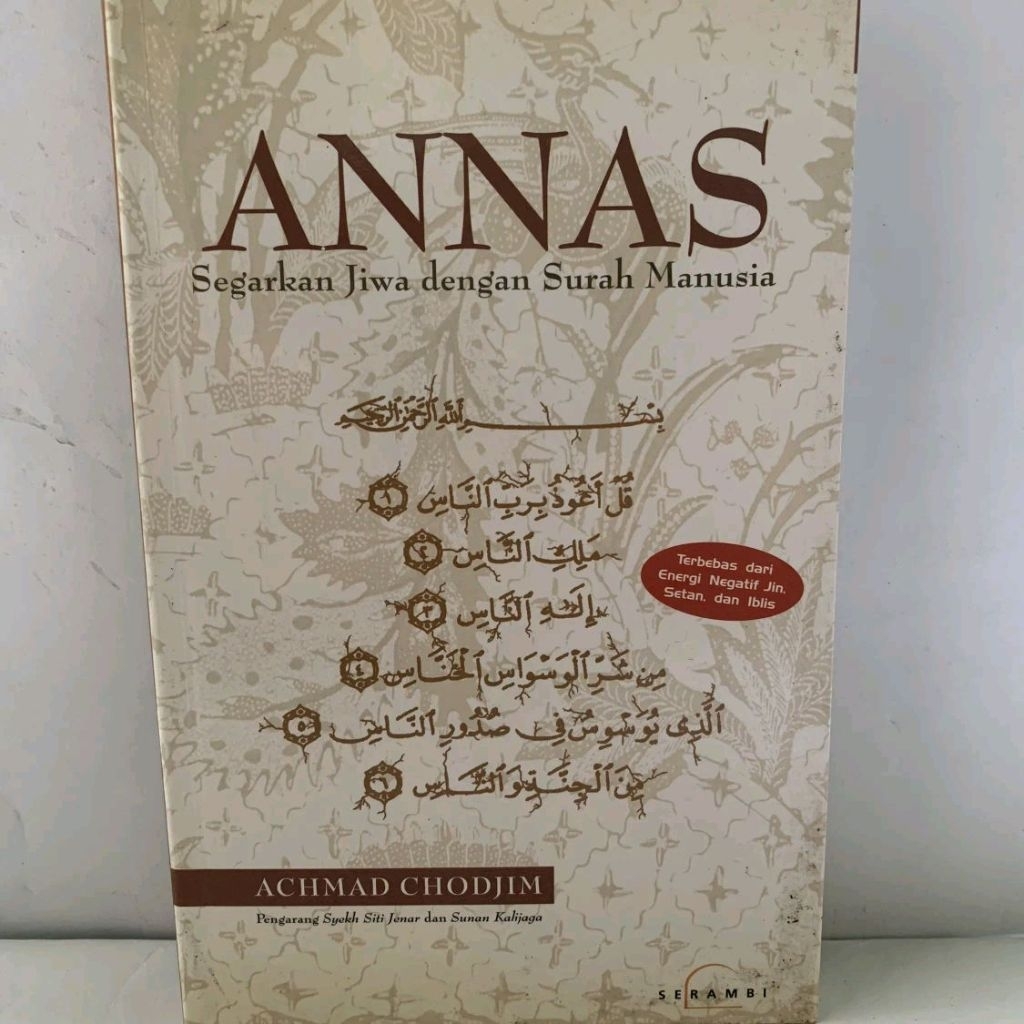 ANNAS
Segarkan Jiwa dengan Surah Manusia
بِسْمِ اللَّهِ الرَّحْمَٰنِ الرَّحِيمِ
قُلْ أَعُوذُ بِرَبِّ النَّاسِ ١
مَلِكِ النَّاسِ ٢
إِلَٰهِ النَّاسِ ٣
مِن شَرِّ الْوَسْوَاسِ الْخَنَّاسِ ٤
الَّذِى يُوَسْوِسُ فِى صُدُورِ النَّاسِ ٥
مِنَ الْجِنَّةِ وَالنَّاسِ ٦
Terbebas dari
Energi Negatif Jin,
Setan, dan Iblis
ACHMAD CHODJIM
Pengarang Syekh Siti Jenar dan Sunan Kalijaga
SERAMBI